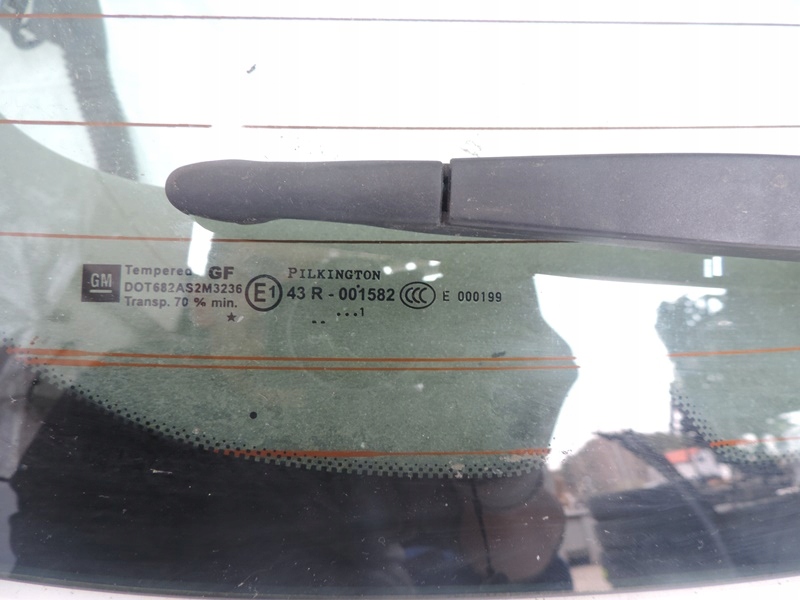 GM
Tempered GF
DOT682AS2M3236
Transp. 70 % min.
E1
PILKINGTON
43 R - 001582
CCC
E 000199
...1